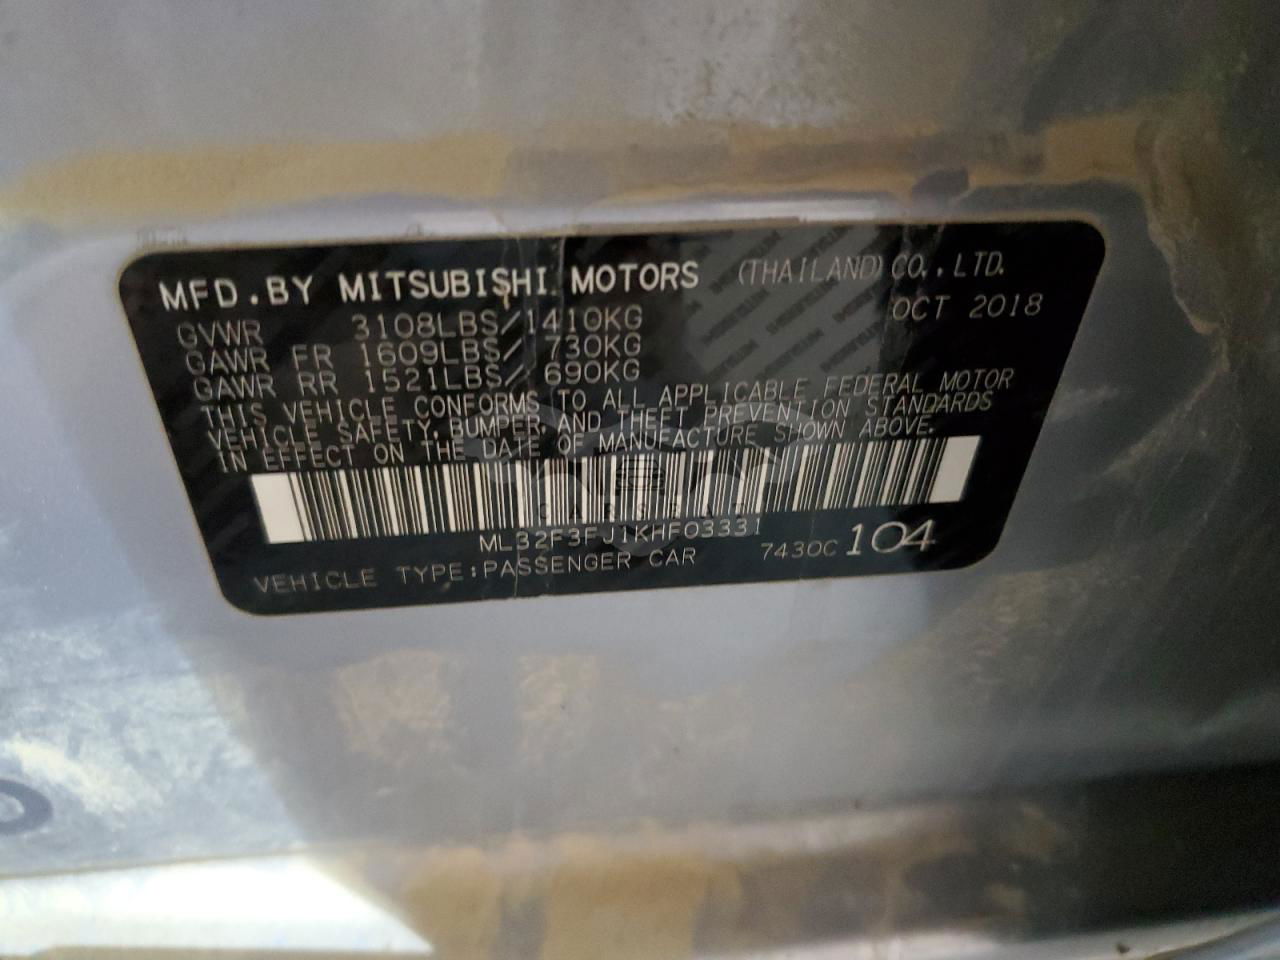 MFD.BY MITSUBISHI MOTORS (THAILAND) CO.,LTD.
GVWR 3108LBS/1410KG OCT 2018
GAWR FR 1609LBS/ 730KG
GAWR RR 1521LBS/ 690KG
THIS VEHICLE CONFORMS TO ALL APPLICABLE FEDERAL MOTOR
VEHICLE SAFETY, BUMPER, AND THEFT PREVENTION STANDARDS
IN EFFECT ON THE DATE OF MANUFACTURE SHOWN ABOVE.
ML32F3FJ1KHF03331
VEHICLE TYPE:PASSENGER CAR 7430C 104